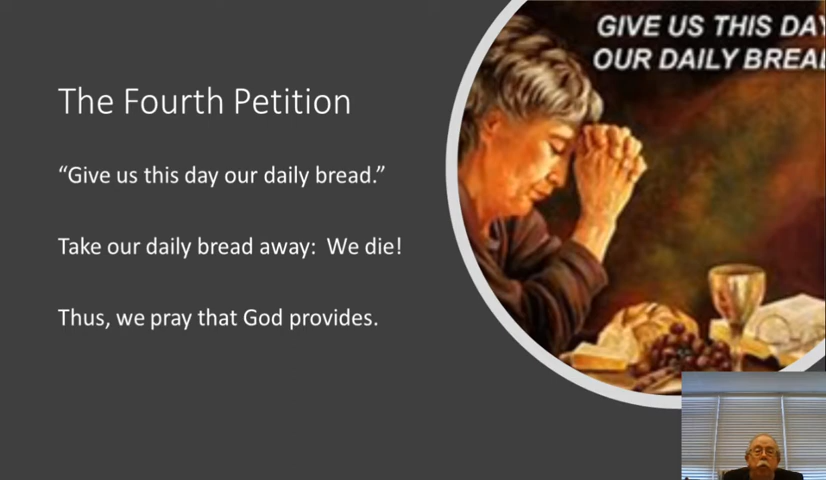 The Fourth Petition
“Give us this day our daily bread.”
Take our daily bread away:  We die!
Thus, we pray that God provides.
GIVE US THIS DAY
OUR DAILY BREAD